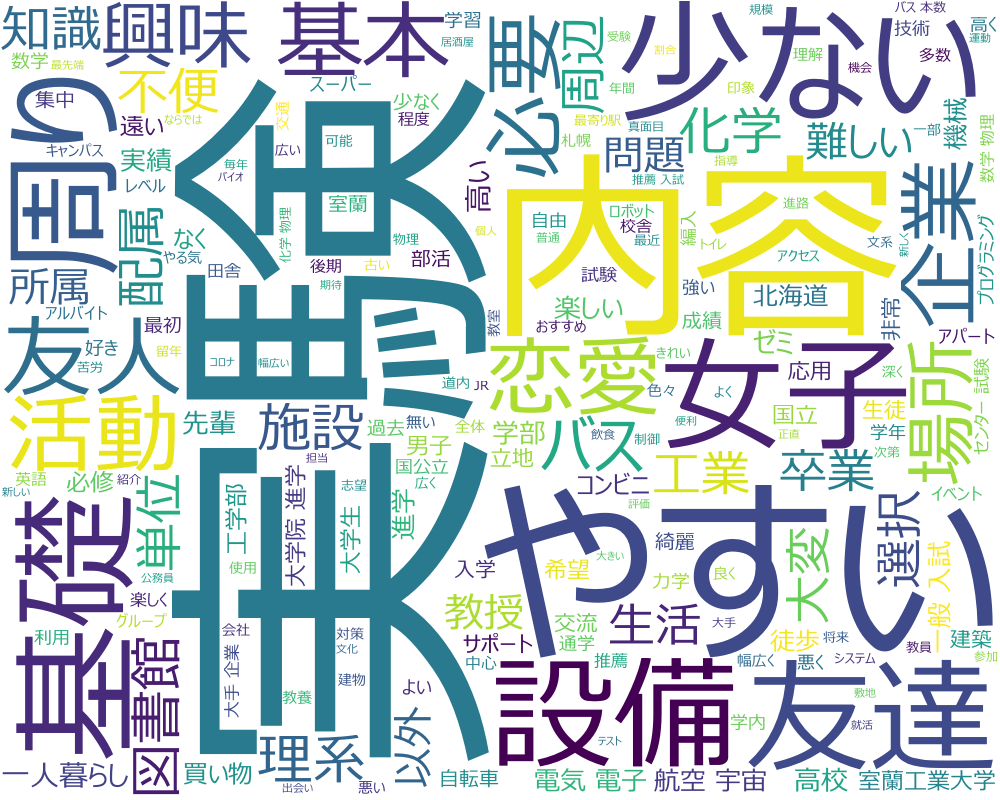 知識
興味
基本
学習
居酒屋
必要
周辺
少ない
バス 本数
規模
受験
割合
技術
高く
運動
数学
最先端
集中
ならでは
不便
スーパー
少なく
程度
交通
遠い
キャンパス
実績
レベル
毎年
バイオ
広い
可能
最寄り駅
札幌
真面目
年間
印象
理解
機会
多数
化学
難しい
機械
一部
数学 物理
周り
実験
室蘭
高い
問題
指導
推薦 入試
内容
企業
配属
なく
やる気
化学 物理
物理
自由
ロボット
校舎
最近
普通
編入
トイレ
進路
アクセス
文系
新しく
プログラミング
所属
田舎
後期
個人
古い
部活
試験
楽しい
おすすめ
強い
北海道
非常
アルバイト
最初
期待
教室
成績
ゼミ
アパート
友人
好き
苦労
留年
コロナ
幅広い
道内
JR
恋愛
きれい
色々
よく
女子
応用
深く
場所
センター 試験
活動
先輩
施設
無い
過去
男子
全体
学部
立地
飲食
制御
便利
バス
国立
正直
生徒
学年
次第
英語
新しい
紹介
必修
担当
国公立
広く
コンビニ
工業
卒業
イベント
基礎
単位
工学部
大学院 進学
志望
大学生
進学
やすい
評価
大きい
綺麗
大変
選択
一般 入試
公務員
使用
入学
希望
力学
良く
大手
楽しく
グループ
利用
会社
対策
文化
教授
サポート
交流
通学
生活
徒歩
将来
教員
建築
図書館
大手 企業
教養
建物
よい
以外
中心
推薦
設備
幅広く
悪く
システム
参加
友達
敷地
就活
学内
テスト
一人暮らし
買い物
理系
出会い
悪い
自転車
電気 電子
航空 宇宙
高校
室蘭工業大学